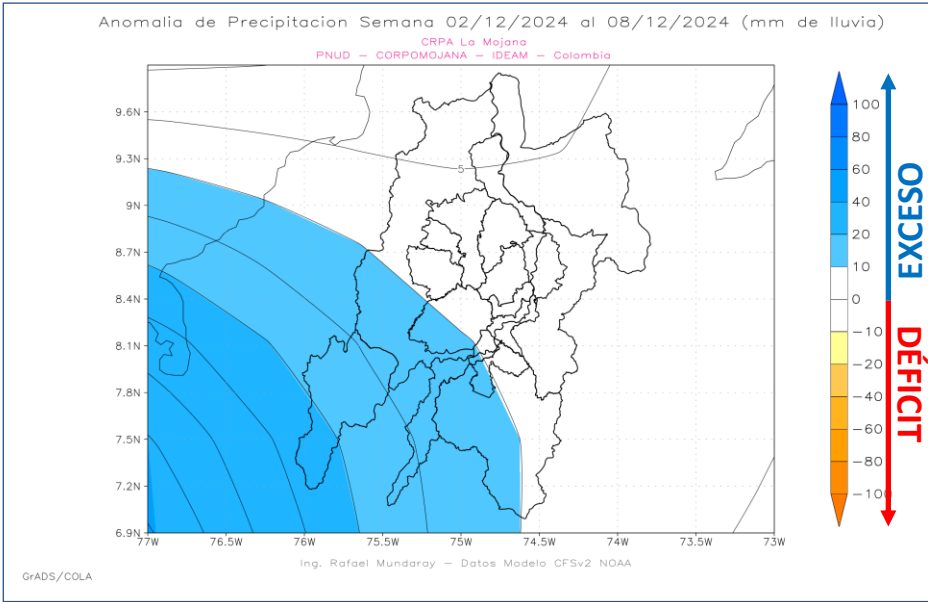 Anomalia de Precipitacion Semana 02/12/2024 al 08/12/2024 (mm de lluvia)
CRPA La Mojana
PNUD - CORPOMOJANA - IDEAM - Colombia
9.6N
9.3N
9N
8.7N
8.4N
8.1N
7.8N
7.5N
7.2N
6.9N
5
77W
76.5W
76W
75.5W
75W
74.5W
74W
73.5W
73W
100
80
60
40
20
10
0
-10
-20
-40
-60
-80
-100
EXCESO
DÉFICIT
Ing. Rafael Mundaray - Datos Modelo CFSv2 NOAA
GrADS/COLA